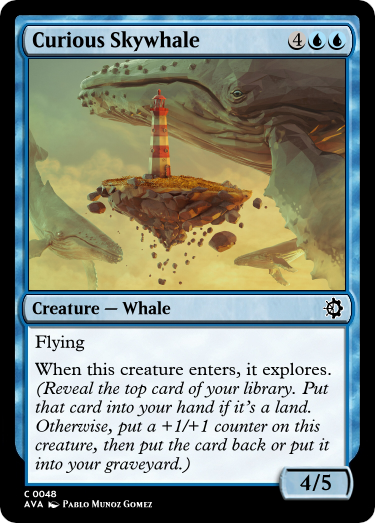 Curious Skywhale 4
Creature — Whale
Flying
When this creature enters, it explores.
(Reveal the top card of your library. Put
that card into your hand if it's a land.
Otherwise, put a +1/+1 counter on this
creature, then put the card back or put it
into your graveyard.)
4/5
C 0048
AVA Pablo Munoz Gomez